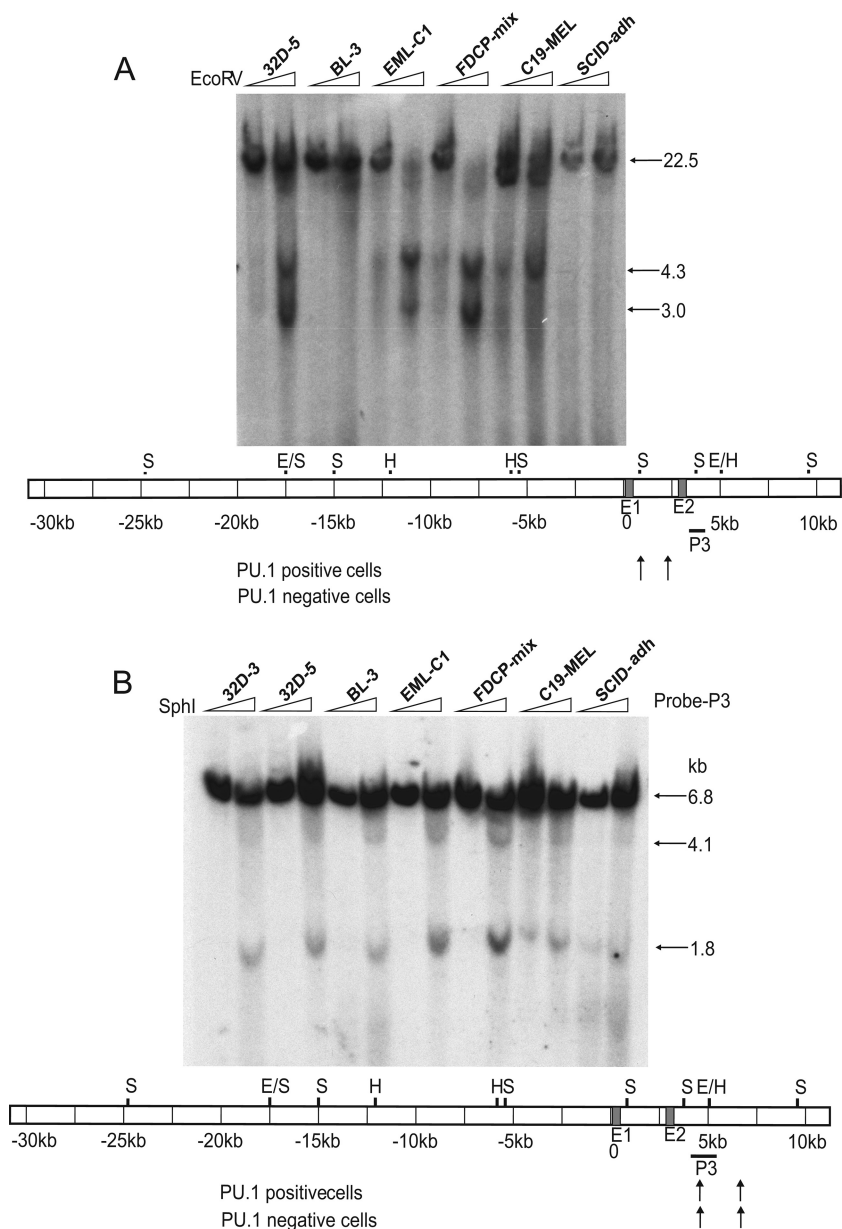 A
EcoRV
32D-5 BL-3 EML-C1 FDCP-mix C19-MEL SCID-adh
22.5
4.3
3.0
S E/S S H HS S S E/H S
E1 E2
-30kb -25kb -20kb -15kb -10kb -5kb 0 5kb 10kb
P3
PU.1 positive cells
PU.1 negative cells
B
SphI
32D-3 32D-5 BL-3 EML-C1 FDCP-mix C19-MEL SCID-adh
Probe-P3
kb
6.8
4.1
1.8
S E/S S H HS S S E/H S
E1 E2
-30kb -25kb -20kb -15kb -10kb -5kb 0 5kb 10kb
P3
PU.1 positivecells
PU.1 negative cells